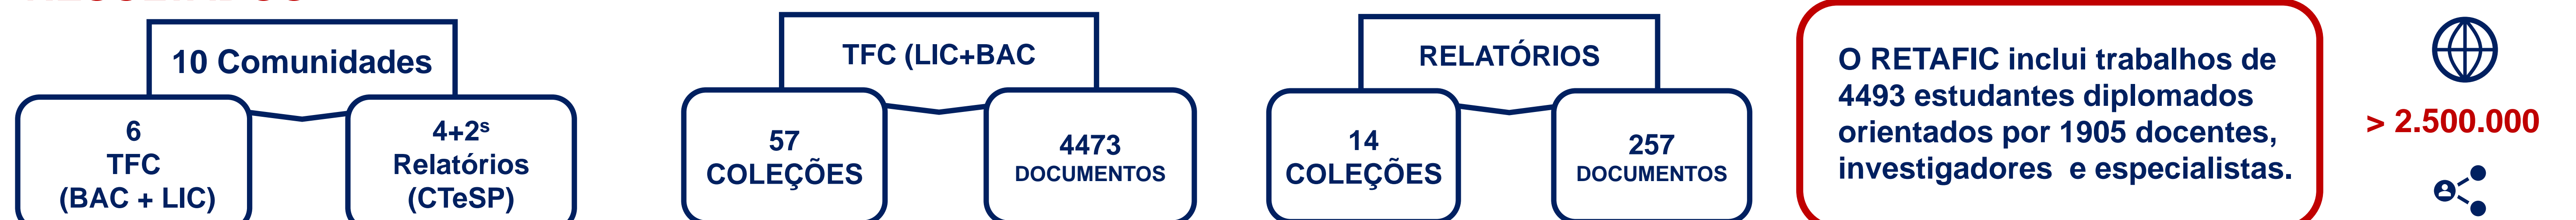 10 Comunidades
6
TFC
(BAC + LIC)
4+2ˢ
Relatórios
(CTeSP)
TFC (LIC+BAC
57
COLEÇÕES
4473
DOCUMENTOS
RELATÓRIOS
14
COLEÇÕES
257
DOCUMENTOS
O RETAFIC inclui trabalhos de
4493 estudantes diplomados
orientados por 1905 docentes,
investigadores e especialistas.
> 2.500.000